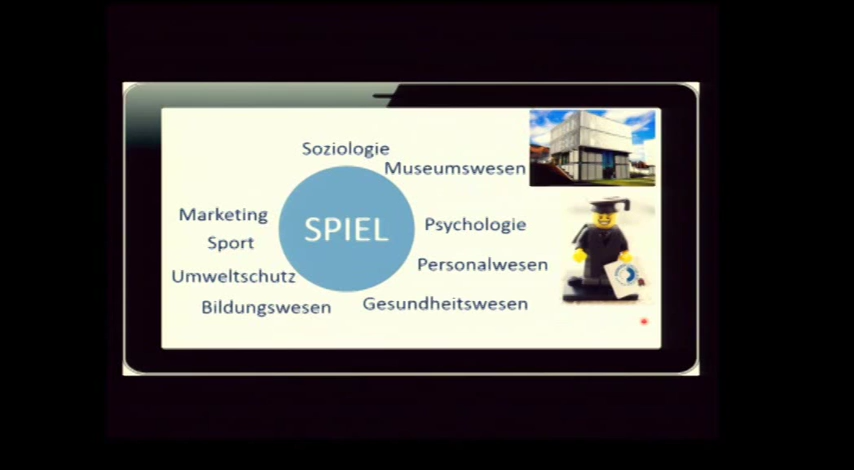 Soziologie
Museumswesen
Marketing
SPIEL
Psychologie
Sport
Personalwesen
Umweltschutz
Bildungswesen
Gesundheitswesen